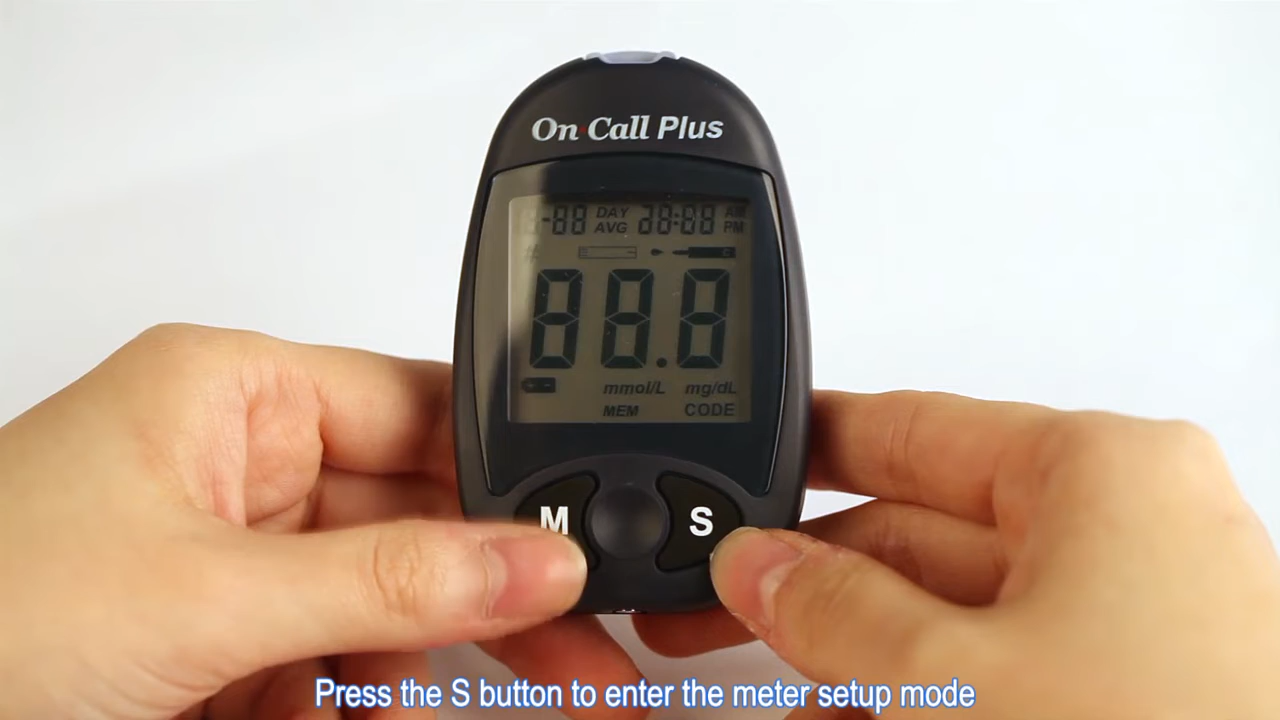 On Call Plus
-88 DAY AVG 28:88 AM PM
#
88.8
mmol/L mg/dL
MEM CODE
M S
Press the S button to enter the meter setup mode